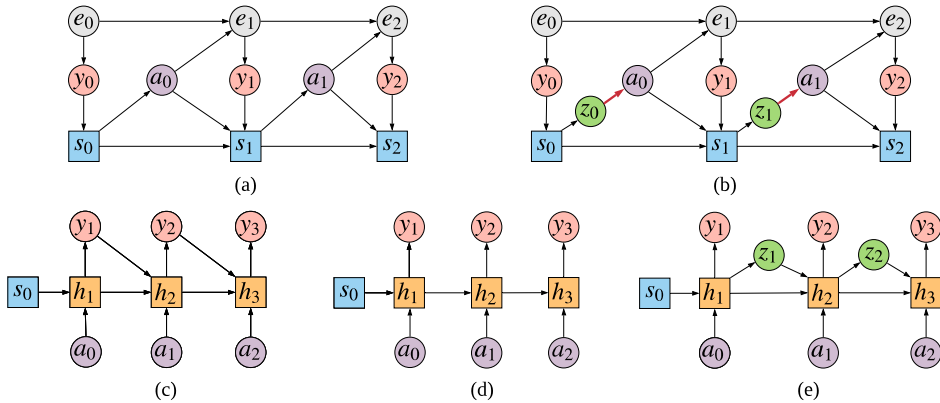 e₀ e₁ e₂ e₀ e₁ e₂
y₀ a₀ y₁ a₁ y₂ y₀ a₀ y₁ a₁ y₂
z₀ z₁
s₀ s₁ s₂ s₀ s₁ s₂
(a) (b)
y₁ y₂ y₃ y₁ y₂ y₃ y₁ y₂ y₃
z₁ z₂
s₀ h₁ h₂ h₃ s₀ h₁ h₂ h₃ s₀ h₁ h₂ h₃
a₀ a₁ a₂ a₀ a₁ a₂ a₀ a₁ a₂
(c) (d) (e)